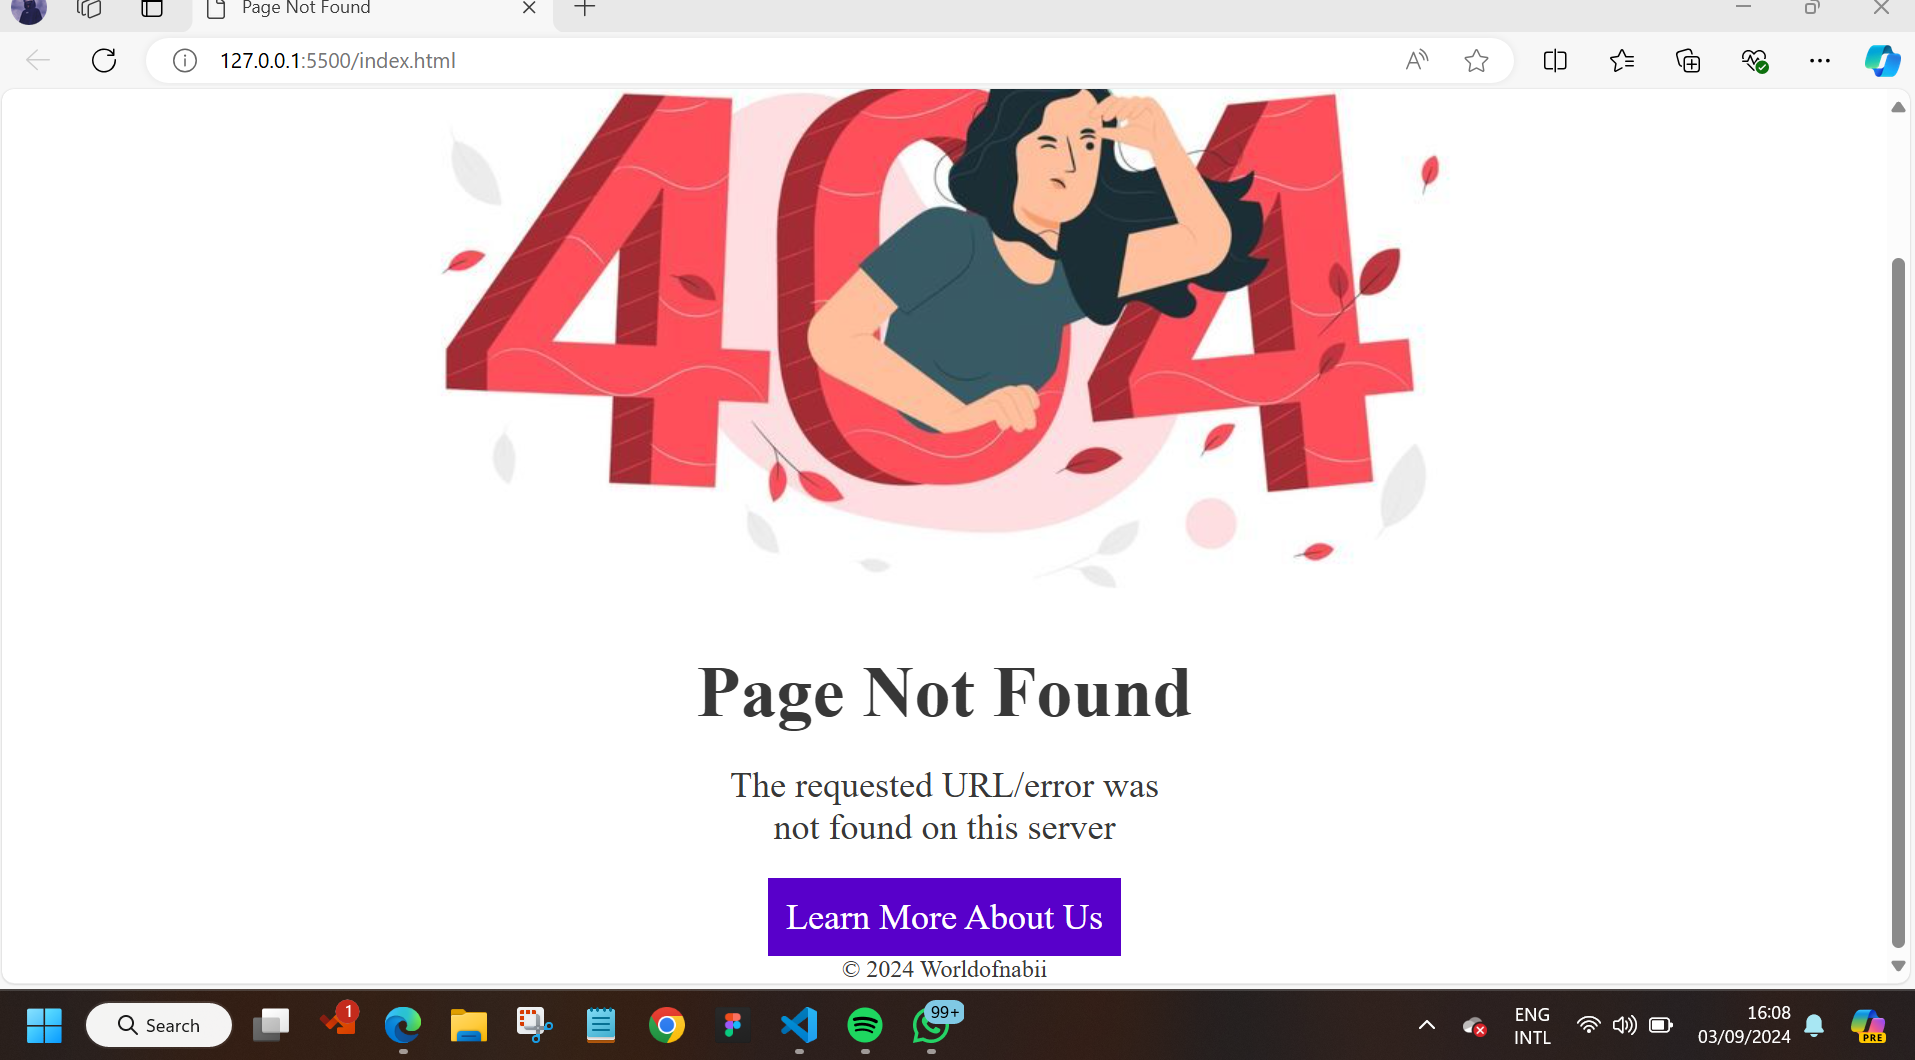 Page Not Found
127.0.0.1:5500/index.html
404
Page Not Found
The requested URL/error was
not found on this server
Learn More About Us
© 2024 Worldofnabii
Search
1
99+
ENG
INTL
16:08
03/09/2024
PRE